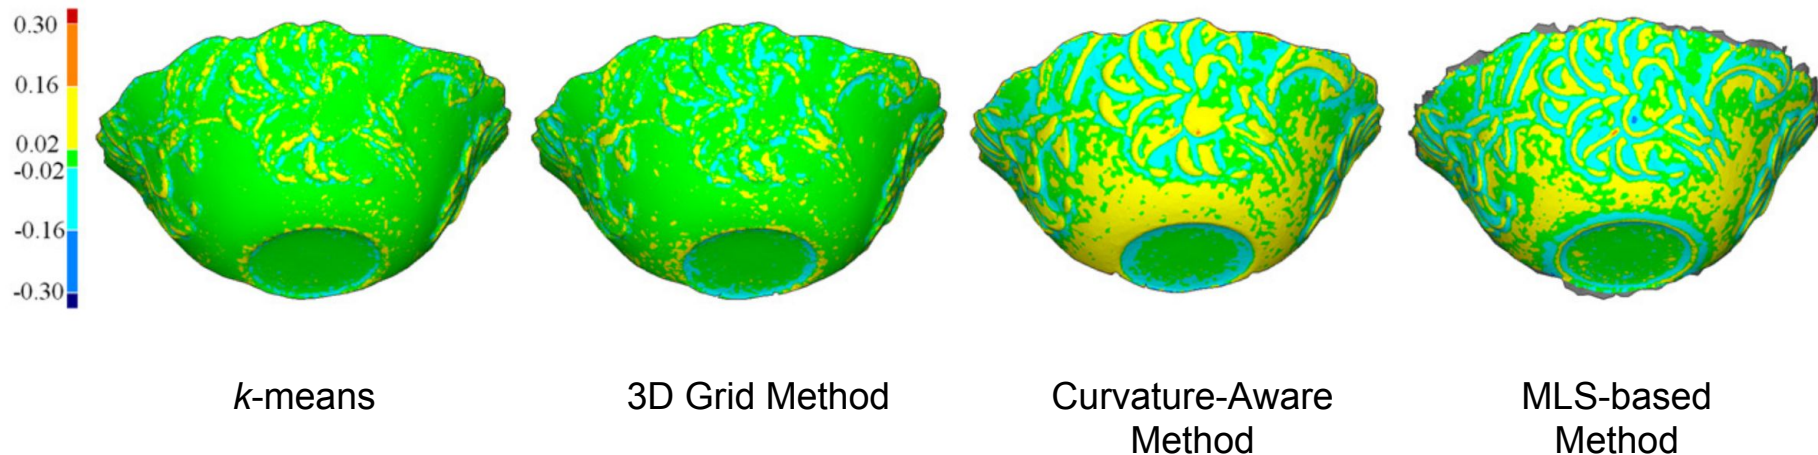 0.30
0.16
0.02
-0.02
-0.16
-0.30
k-means
3D Grid Method
Curvature-Aware
Method
MLS-based
Method